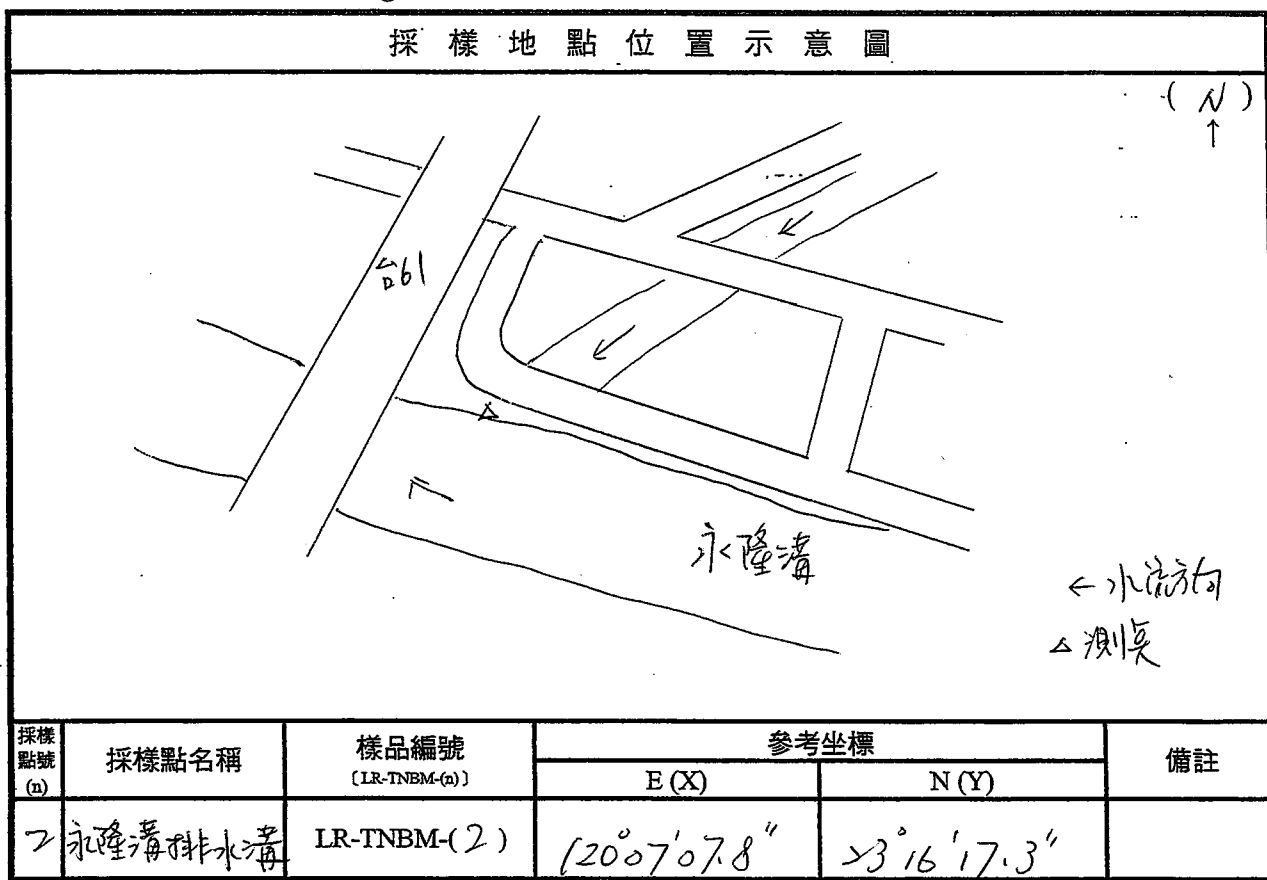 採樣地點位置示意圖
(N)
↑
台61
永隆溝
← 水流方向
△ 測點
採樣點號(n)
採樣點名稱
樣品編號
〔LR-TNBM-(n)〕
參考坐標
E (X)
N (Y)
備註
2
永隆溝排水溝
LR-TNBM-(2)
120°07'07.8"
23°16'17.3"